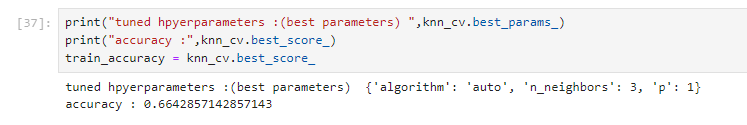 [37]:
print("tuned hpyerparameters :(best parameters) ",knn_cv.best_params_)
print("accuracy :",knn_cv.best_score_)
train_accuracy = knn_cv.best_score_
tuned hpyerparameters :(best parameters)  {'algorithm': 'auto', 'n_neighbors': 3, 'p': 1}
accuracy : 0.6642857142857143